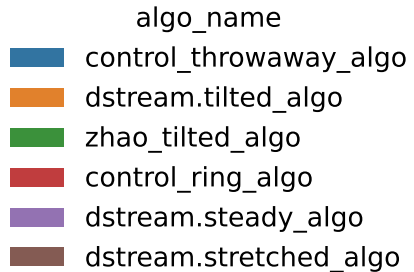 algo_name
control_throwaway_algo
dstream.tilted_algo
zhao_tilted_algo
control_ring_algo
dstream.steady_algo
dstream.stretched_algo